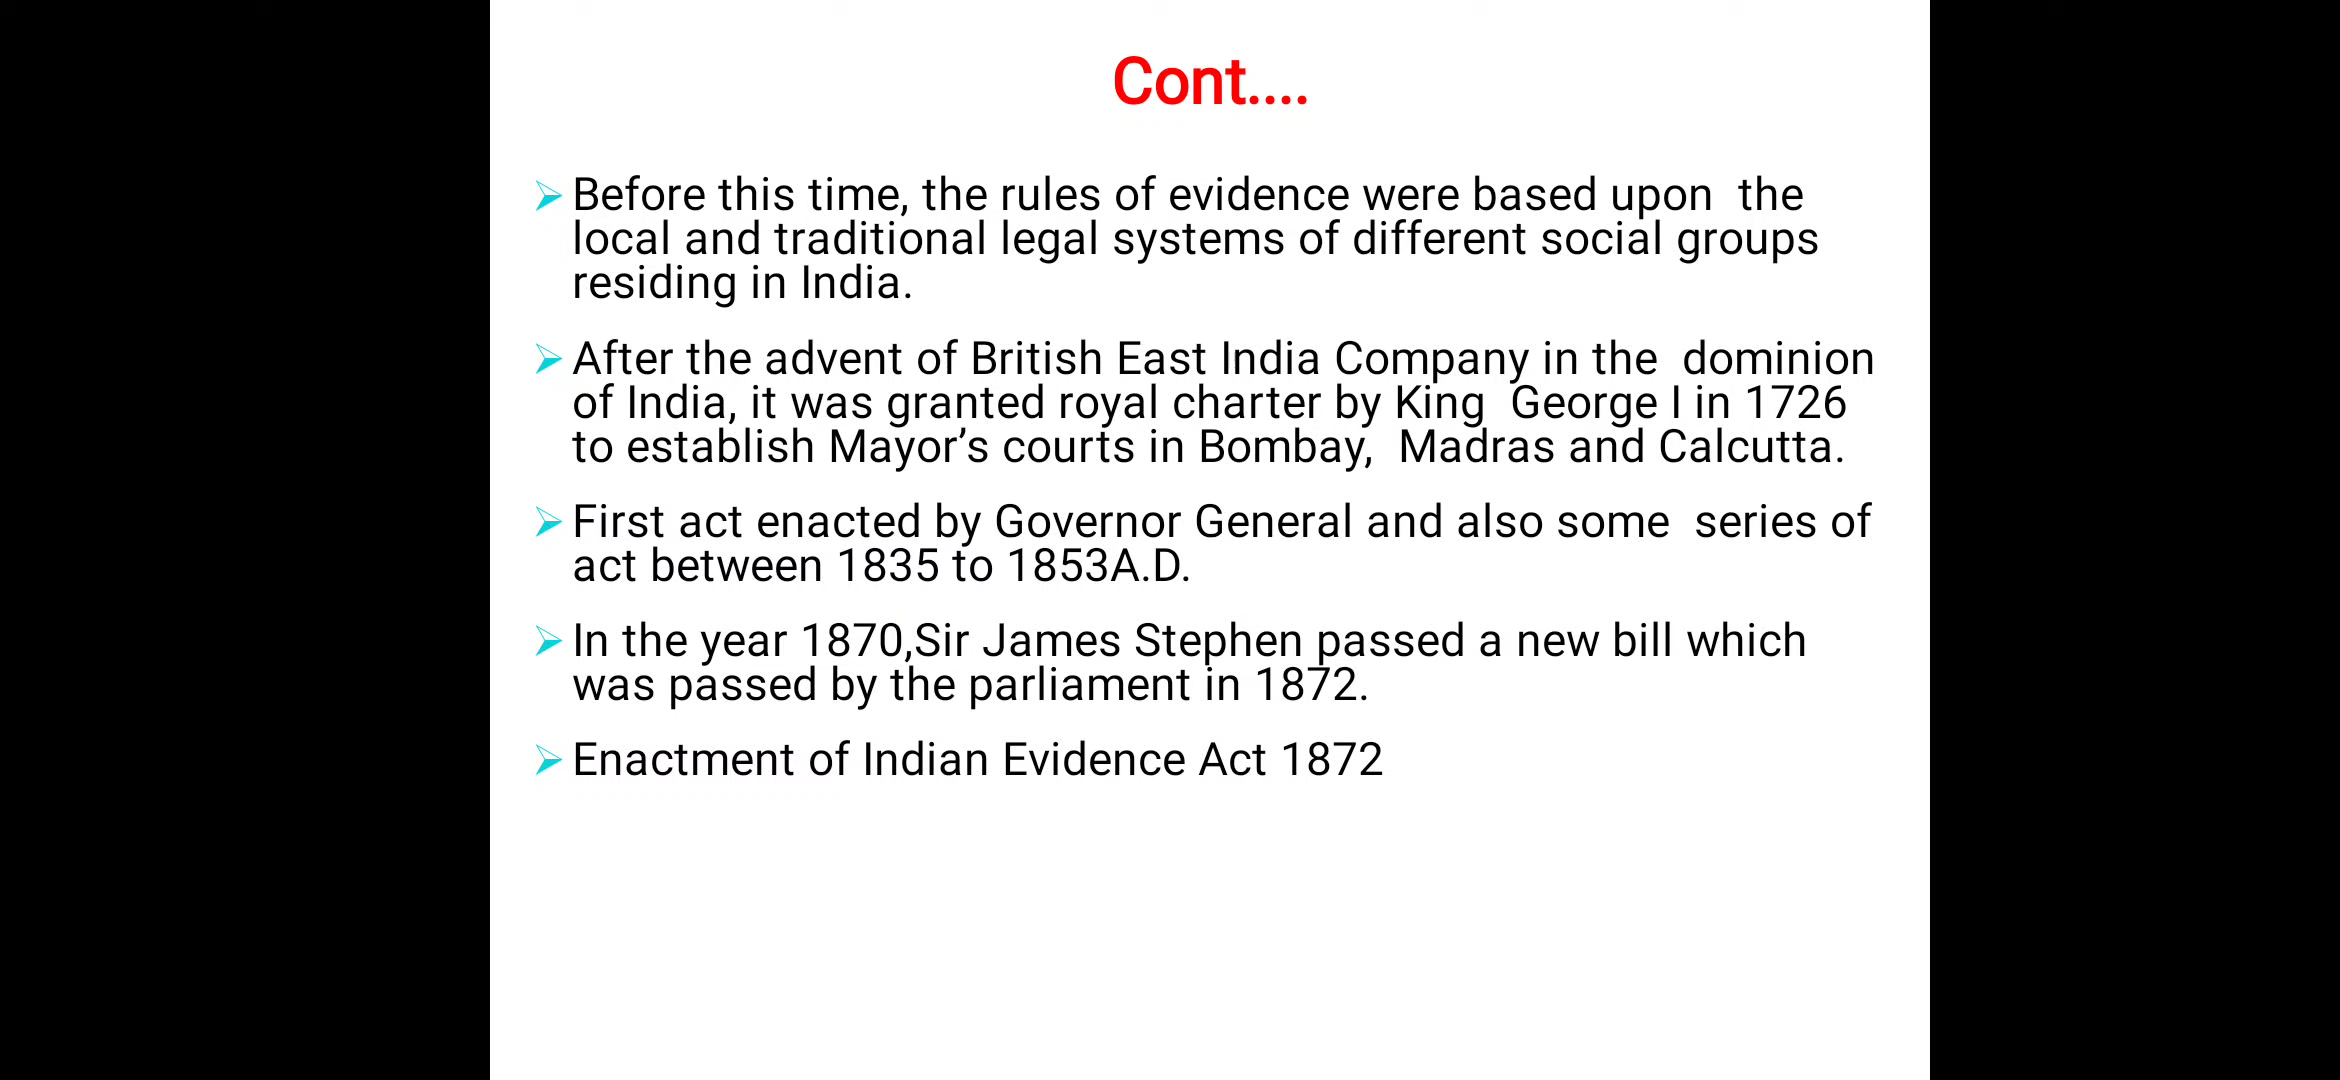 Cont....
Before this time, the rules of evidence were based upon  the
local and traditional legal systems of different social groups
residing in India.
After the advent of British East India Company in the  dominion
of India, it was granted royal charter by King  George I in 1726
to establish Mayor’s courts in Bombay,  Madras and Calcutta.
First act enacted by Governor General and also some  series of
act between 1835 to 1853A.D.
In the year 1870,Sir James Stephen passed a new bill which
was passed by the parliament in 1872.
Enactment of Indian Evidence Act 1872